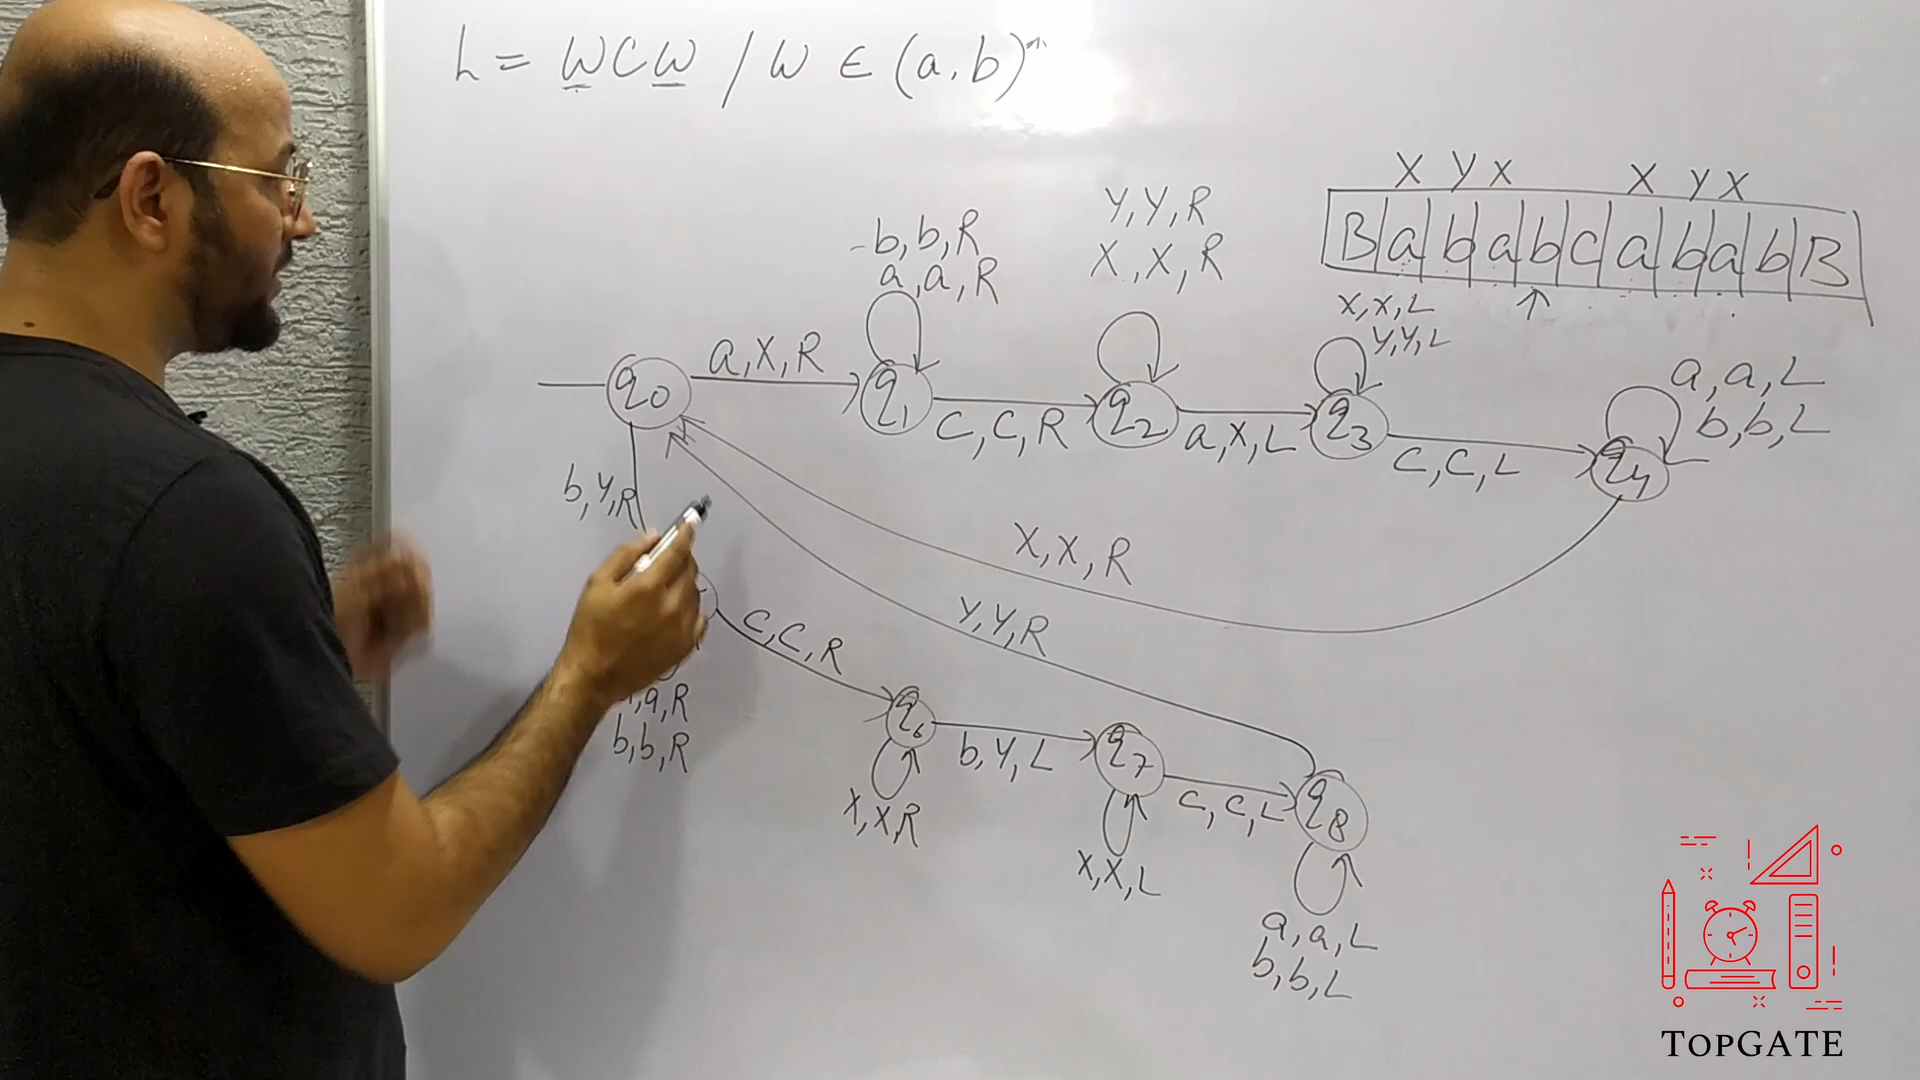 L = WCW / W ∈ (a,b)*
X Y X X Y X
B a b a b C a b a b B
↑
Y,Y,R
X,X,R
b,b,R
a,a,R
X,X,L
Y,Y,L
a,a,L
b,b,L
q0 a,X,R q1 C,C,R q2 a,X,L q3 C,C,L q4
b,Y,R
X,X,R
Y,Y,R
C,C,R
a,R
b,b,R
q6 b,Y,L q7 C,C,L q8
X,X,R
X,X,L
a,a,L
b,b,L
TOPGATE